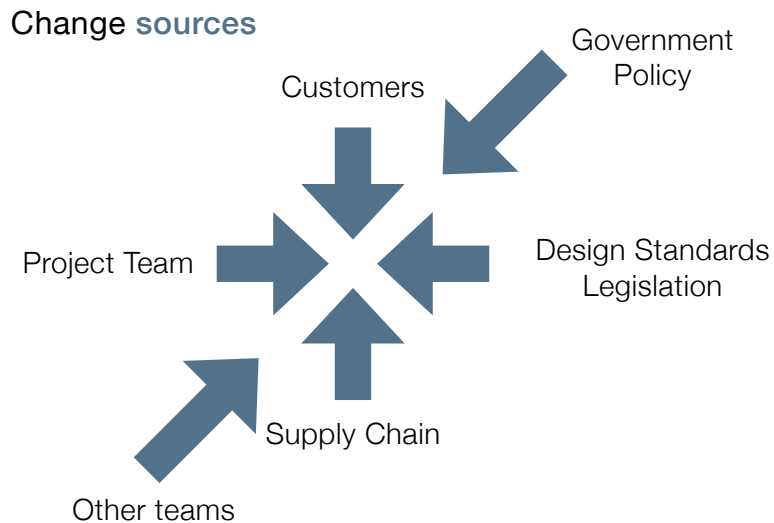 Change sources
Government
Policy
Customers
Project Team
Design Standards
Legislation
Supply Chain
Other teams